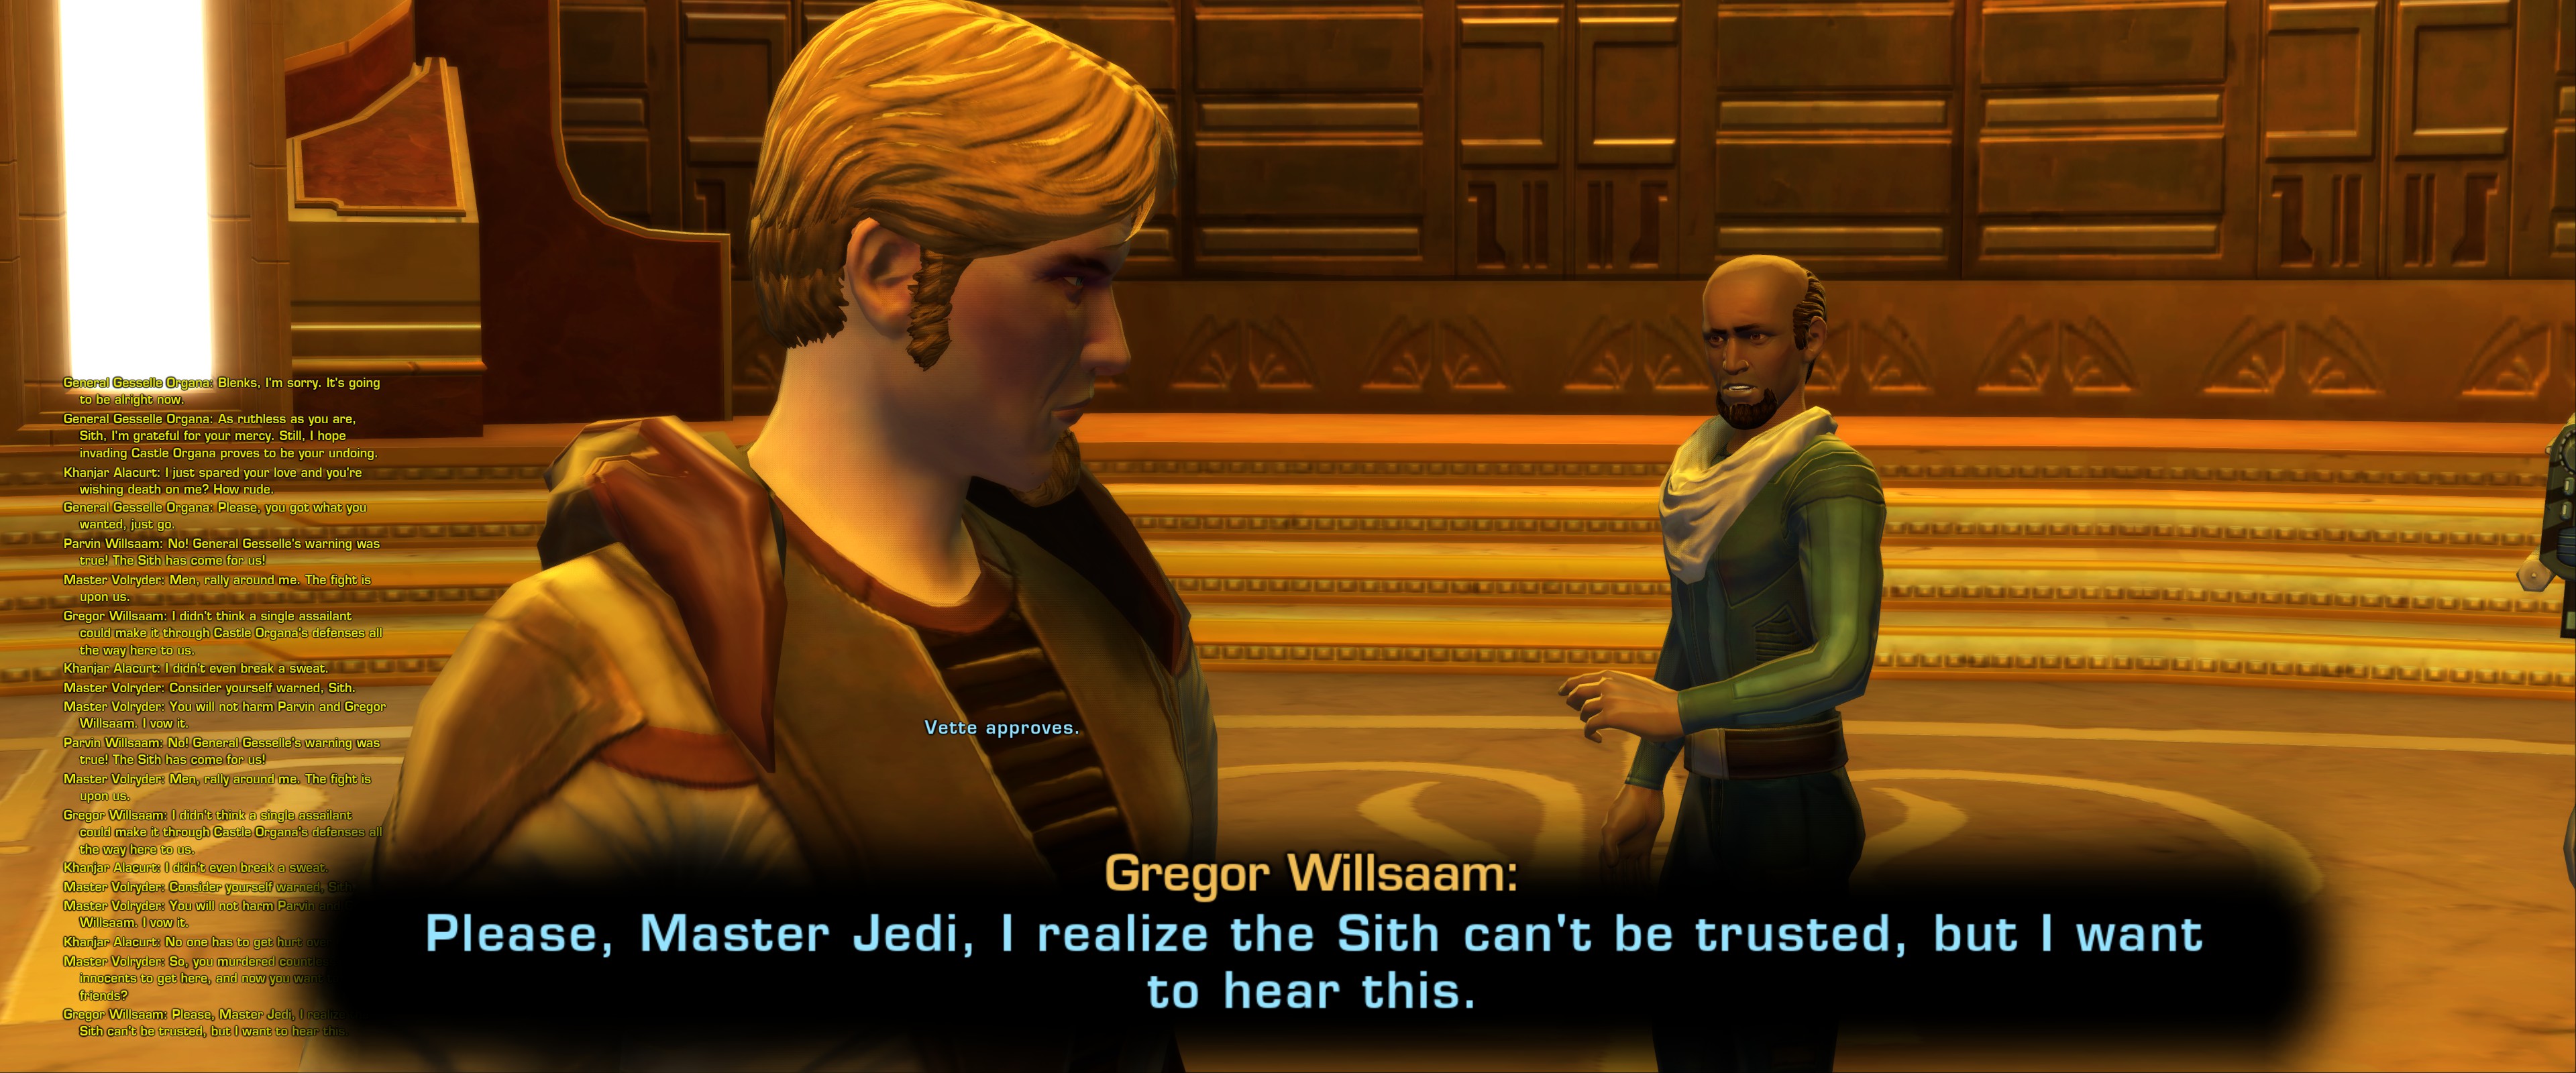 General Gesselle Organa: Blenks, I'm sorry. It's going
to be alright now.
General Gesselle Organa: As ruthless as you are,
Sith, I'm grateful for your mercy. Still, I hope
invading Castle Organa proves to be your undoing.
Khanjar Alacurt: I just spared your love and you're
wishing death on me? How rude.
General Gesselle Organa: Please, you got what you
wanted, just go.
Parvin Willsaam: No! General Gesselle's warning was
true! The Sith has come for us!
Master Volryder: Men, rally around me. The fight is
upon us.
Gregor Willsaam: I didn't think a single assailant
could make it through Castle Organa's defenses all
the way here to us.
Khanjar Alacurt: I didn't even break a sweat.
Master Volryder: Consider yourself warned, Sith.
Master Volryder: You will not harm Parvin and Gregor
Willsaam. I vow it.
Parvin Willsaam: No! General Gesselle's warning was
true! The Sith has come for us!
Master Volryder: Men, rally around me. The fight is
upon us.
Gregor Willsaam: I didn't think a single assailant
could make it through Castle Organa's defenses all
the way here to us.
Khanjar Alacurt: I didn't even break a sweat.
Master Volryder: Consider yourself warned, Sith.
Master Volryder: You will not harm Parvin and
Willsaam. I vow it.
Khanjar Alacurt: No one has to get hurt
Master Volryder: So, you murdered
innocents to get here, and now you want
friends?
Gregor Willsaam: Please, Master Jedi, I realize
Sith can't be trusted, but I want to hear this.
Vette approves.
Gregor Willsaam:
Please, Master Jedi, I realize the Sith can't be trusted, but I want
to hear this.